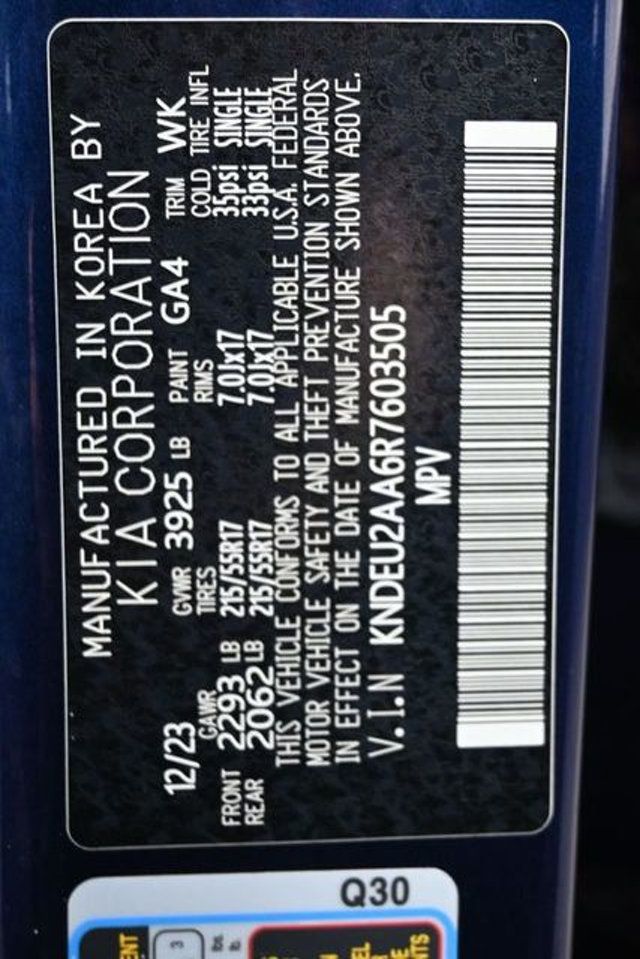 MANUFACTURED IN KOREA BY
KIA CORPORATION
12/23 GVWR 3925 LB PAINT GA4 TRIM WK
GAWR TIRES RIMS COLD TIRE INFL
FRONT 2293 LB 215/55R17 7.0Jx17 35psi SINGLE
REAR 2062 LB 215/55R17 7.0Jx17 33psi SINGLE
THIS VEHICLE CONFORMS TO ALL APPLICABLE U.S.A. FEDERAL
MOTOR VEHICLE SAFETY AND THEFT PREVENTION STANDARDS
IN EFFECT ON THE DATE OF MANUFACTURE SHOWN ABOVE.
V.I.N KNDEU2AA6R7603505
MPV
Q30
3